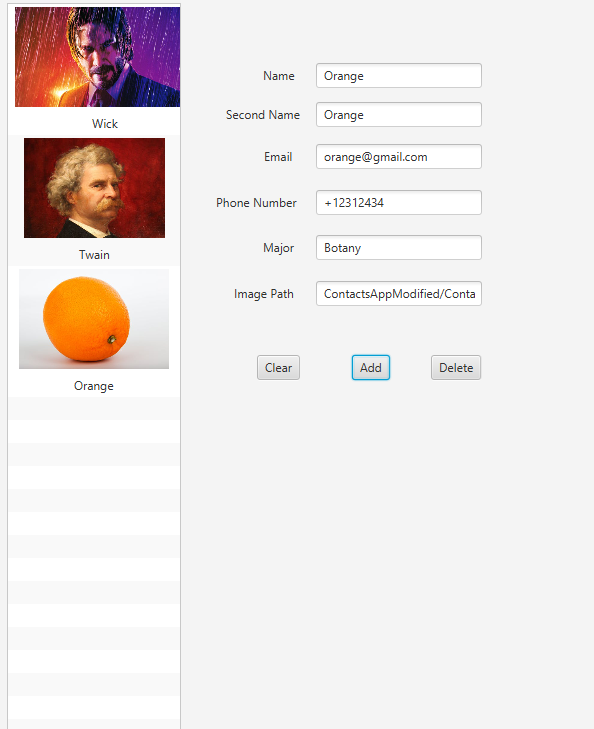 Wick
Twain
Orange
Name Orange
Second Name Orange
Email orange@gmail.com
Phone Number +12312434
Major Botany
Image Path ContactsAppModified/Conta
Clear Add Delete